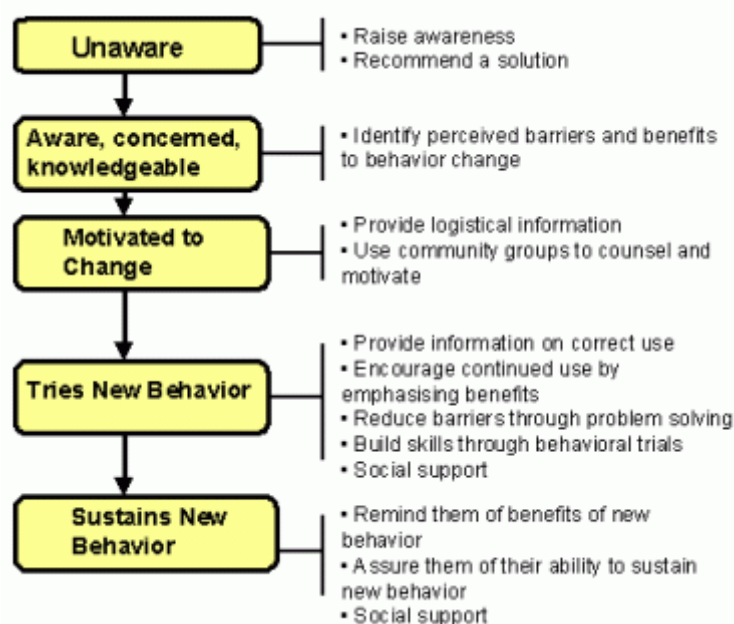 Unaware
• Raise awareness
• Recommend a solution
Aware, concerned,
knowledgeable
• Identify perceived barriers and benefits
to behavior change
Motivated to
Change
• Provide logistical information
• Use community groups to counsel and
motivate
Tries New Behavior
• Provide information on correct use
• Encourage continued use by
emphasising benefits
• Reduce barriers through problem solving
• Build skills through behavioral trials
• Social support
Sustains New
Behavior
• Remind them of benefits of new
behavior
• Assure them of their ability to sustain
new behavior
• Social support